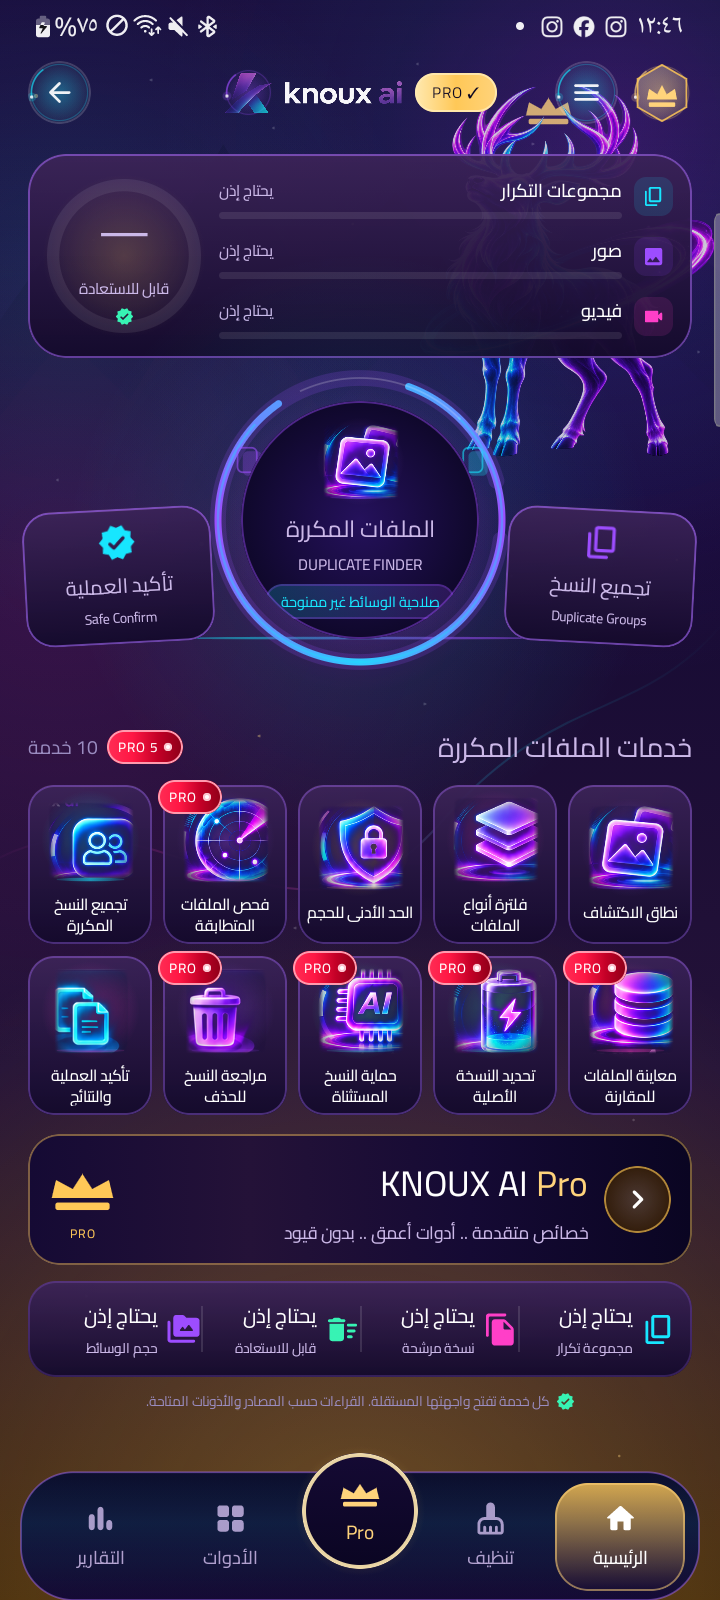 ١٢:٤٦
%٧٥
knoux ai
PRO ✓
مجموعات التكرار
يحتاج إذن
صور
يحتاج إذن
فيديو
يحتاج إذن
—
قابل للاستعادة
الملفات المكررة
DUPLICATE FINDER
صلاحية الوسائط غير ممنوحة
تجميع النسخ
Duplicate Groups
تأكيد العملية
Safe Confirm
خدمات الملفات المكررة
PRO 5
10 خدمة
نطاق الاكتشاف
فلترة أنواع
الملفات
الحد الأدنى للحجم
PRO
فحص الملفات
المتطابقة
تجميع النسخ
المكررة
PRO
معاينة الملفات
للمقارنة
PRO
تحديد النسخة
الأصلية
PRO
AI
حماية النسخ
المستثناة
PRO
مراجعة النسخ
للحذف
تأكيد العملية
والنتائج
KNOUX AI Pro
خصائص متقدمة .. أدوات أعمق .. بدون قيود
PRO
يحتاج إذن
مجموعة تكرار
يحتاج إذن
نسخة مرشحة
يحتاج إذن
قابل للاستعادة
يحتاج إذن
حجم الوسائط
كل خدمة تفتح واجهتها المستقلة. القراءات حسب المصادر والأذونات المتاحة.
الرئيسية
تنظيف
Pro
الأدوات
التقارير